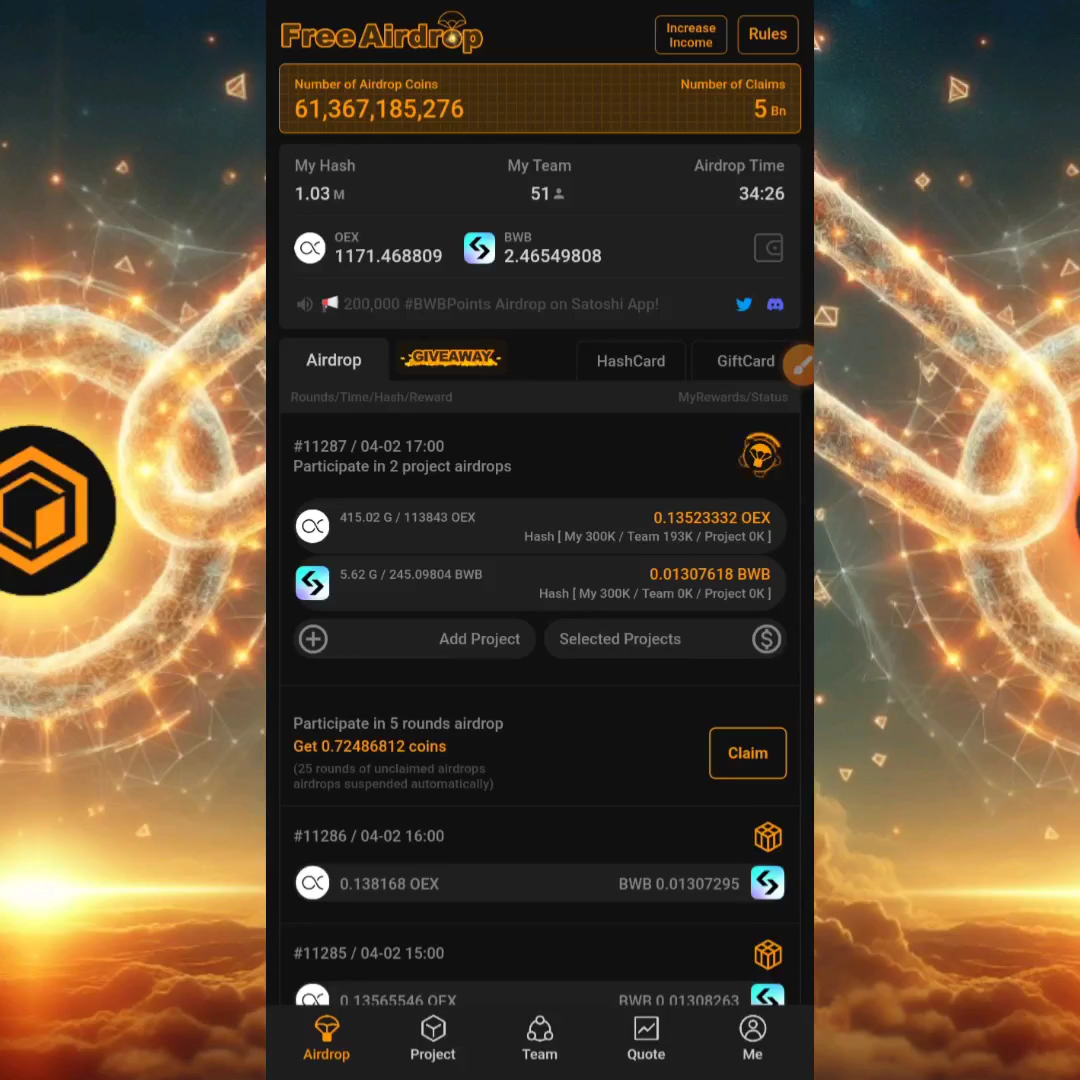 Free Airdrop
Increase
Income
Rules
Number of Airdrop Coins
Number of Claims
61,367,185,276
5 Bn
My Hash
My Team
Airdrop Time
1.03 M
51
34:26
OEX
1171.468809
BWB
2.46549808
200,000 #BWBPoints Airdrop on Satoshi App!
Airdrop
GIVEAWAY
HashCard
GiftCard
Rounds/Time/Hash/Reward
MyRewards/Status
#11287 / 04-02 17:00
Participate in 2 project airdrops
415.02 G / 113843 OEX
0.13523332 OEX
Hash [ My 300K / Team 193K / Project 0K ]
5.62 G / 245.09804 BWB
0.01307618 BWB
Hash [ My 300K / Team 0K / Project 0K ]
Add Project
Selected Projects
Participate in 5 rounds airdrop
Get 0.72486812 coins
(25 rounds of unclaimed airdrops
airdrops suspended automatically)
Claim
#11286 / 04-02 16:00
0.138168 OEX
BWB 0.01307295
#11285 / 04-02 15:00
0.13565546 OEX
BWB 0.01308263
Airdrop
Project
Team
Quote
Me